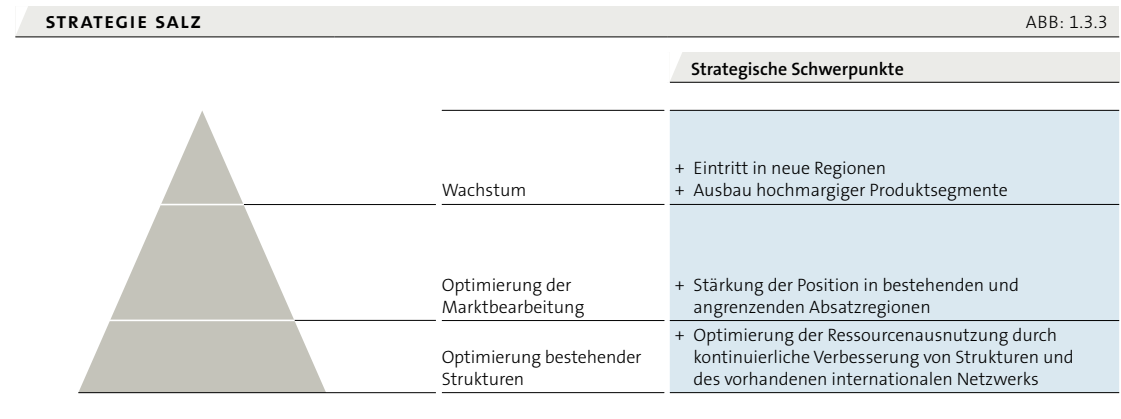 STRATEGIE SALZ
ABB: 1.3.3
Strategische Schwerpunkte
Wachstum
+ Eintritt in neue Regionen
+ Ausbau hochmargiger Produktsegmente
Optimierung der
Marktbearbeitung
+ Stärkung der Position in bestehenden und
angrenzenden Absatzregionen
Optimierung bestehender
Strukturen
+ Optimierung der Ressourcenausnutzung durch
kontinuierliche Verbesserung von Strukturen und
des vorhandenen internationalen Netzwerks